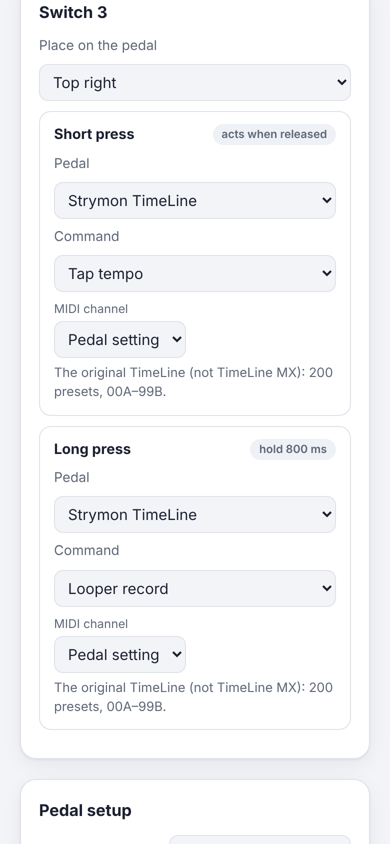 Switch 3
Place on the pedal
Top right
Short press
acts when released
Pedal
Strymon TimeLine
Command
Tap tempo
MIDI channel
Pedal setting
The original TimeLine (not TimeLine MX): 200
presets, 00A–99B.
Long press
hold 800 ms
Pedal
Strymon TimeLine
Command
Looper record
MIDI channel
Pedal setting
The original TimeLine (not TimeLine MX): 200
presets, 00A–99B.
Pedal setup